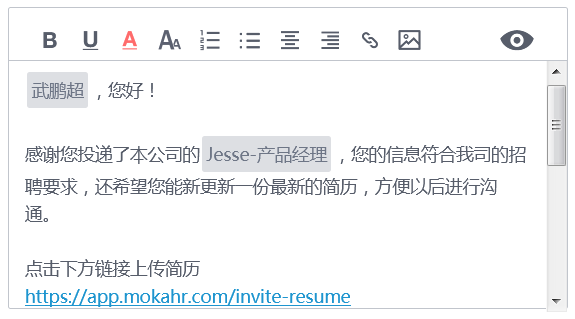 B U A AA
武鹏超，您好！
感谢您投递了本公司的 Jesse-产品经理，您的信息符合我司的招
聘要求，还希望您能新更新一份最新的简历，方便以后进行沟
通。
点击下方链接上传简历
https://app.mokahr.com/invite-resume